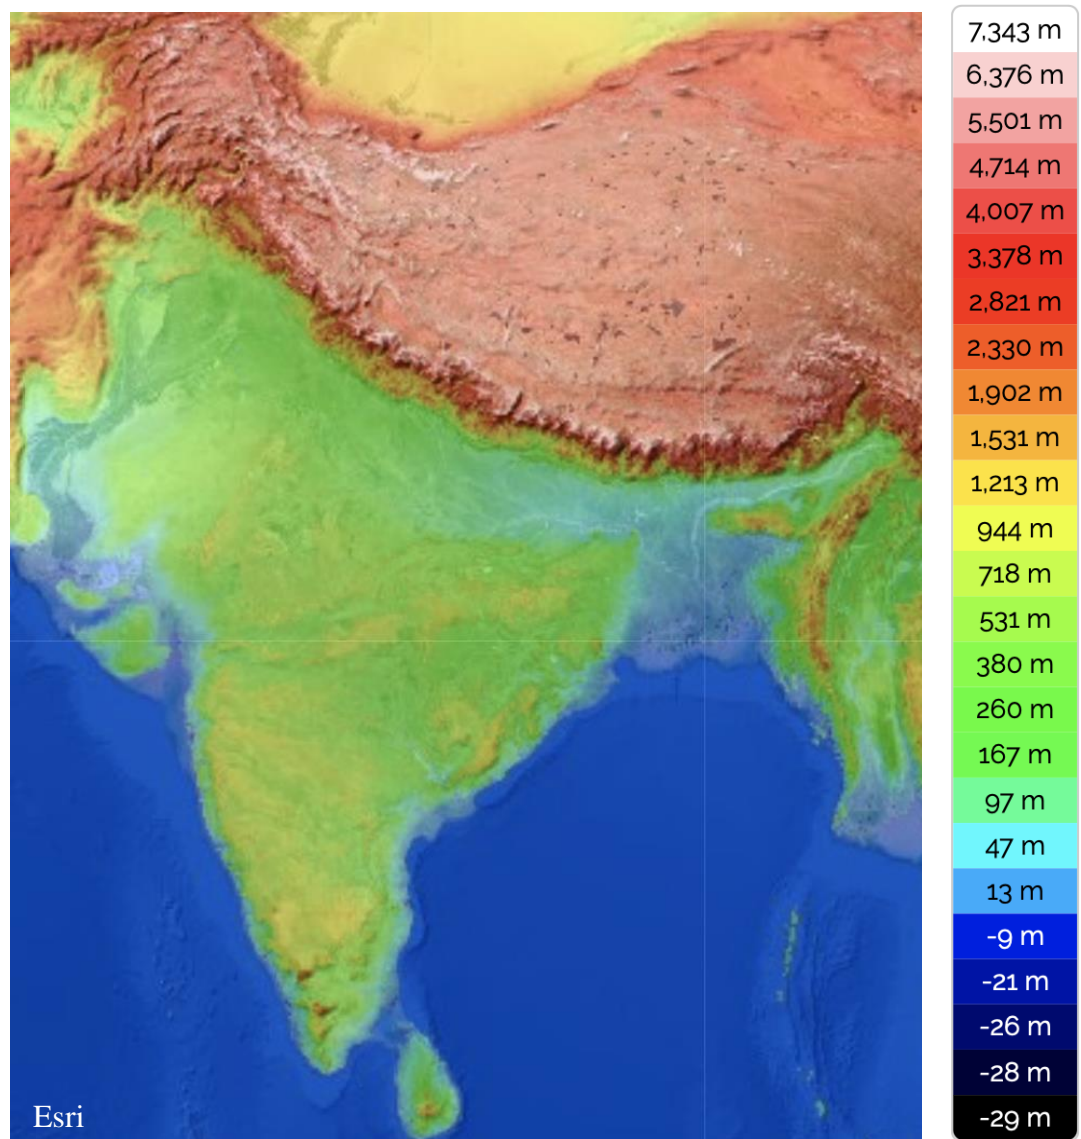 7,343 m
6,376 m
5,501 m
4,714 m
4,007 m
3,378 m
2,821 m
2,330 m
1,902 m
1,531 m
1,213 m
944 m
718 m
531 m
380 m
260 m
167 m
97 m
47 m
13 m
-9 m
-21 m
-26 m
-28 m
-29 m
Esri